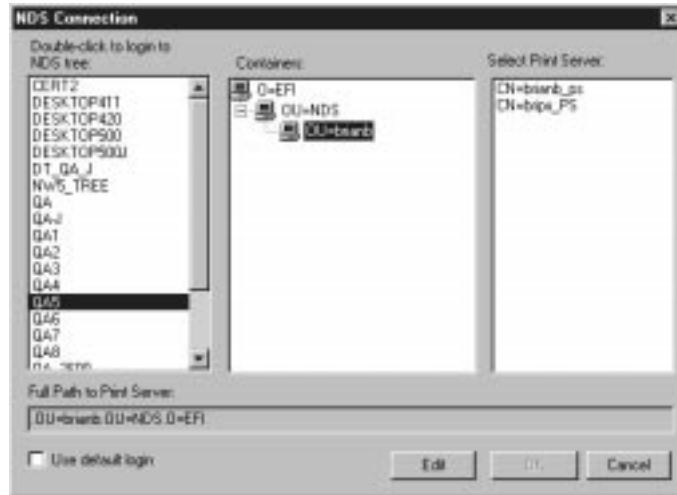 NDS Connection
Double-click to login to
NDS tree:
CERT2
DESKTOP411
DESKTOP420
DESKTOP500
DESKTOP500J
DT_QA_J
NW5_TREE
QA
QA-J
QA1
QA2
QA3
QA4
QA5
QA6
QA7
QA8
Containers:
O=EFI
OU=NDS
OU=brianb
Select Print Server:
CN=brianb_ps
CN=brips_PS
Full Path to Print Server:
.OU=brianb.OU=NDS.O=EFI
Use default login
Edit
OK
Cancel